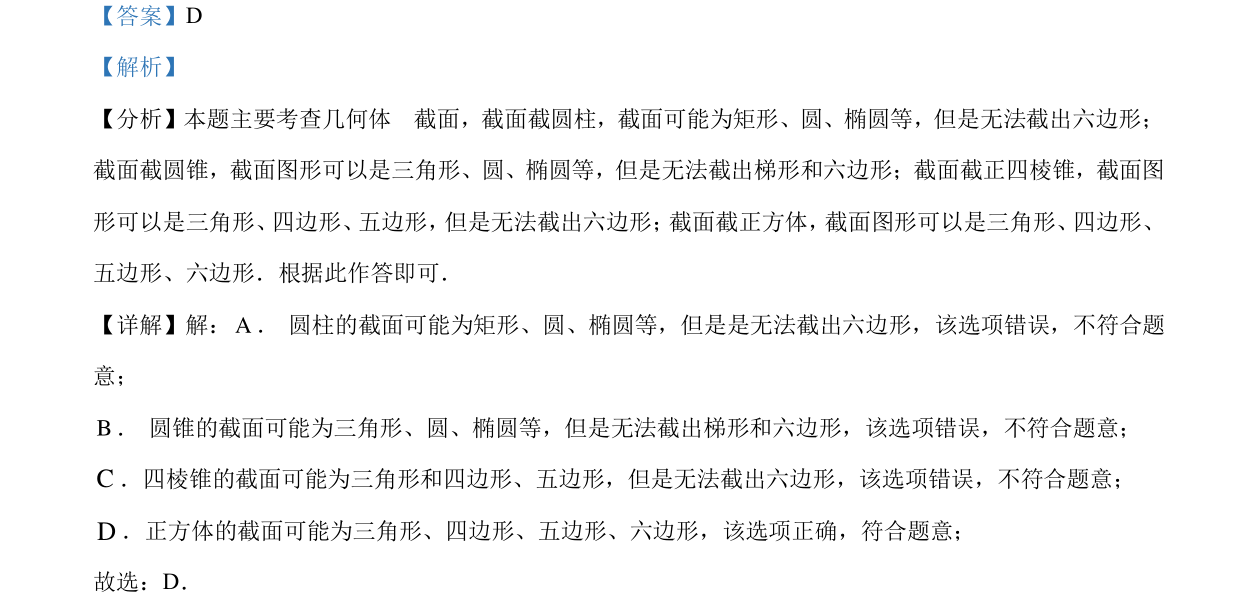 【答案】D
【解析】
【分析】本题主要考查几何体 截面，截面截圆柱，截面可能为矩形、圆、椭圆等，但是无法截出六边形；
截面截圆锥，截面图形可以是三角形、圆、椭圆等，但是无法截出梯形和六边形；截面截正四棱锥，截面图
形可以是三角形、四边形、五边形，但是无法截出六边形；截面截正方体，截面图形可以是三角形、四边形、
五边形、六边形．根据此作答即可．
【详解】解：A． 圆柱的截面可能为矩形、圆、椭圆等，但是是无法截出六边形，该选项错误，不符合题
意；
B． 圆锥的截面可能为三角形、圆、椭圆等，但是无法截出梯形和六边形，该选项错误，不符合题意；
C．四棱锥的截面可能为三角形和四边形、五边形，但是无法截出六边形，该选项错误，不符合题意；
D．正方体的截面可能为三角形、四边形、五边形、六边形，该选项正确，符合题意；
故选：D．